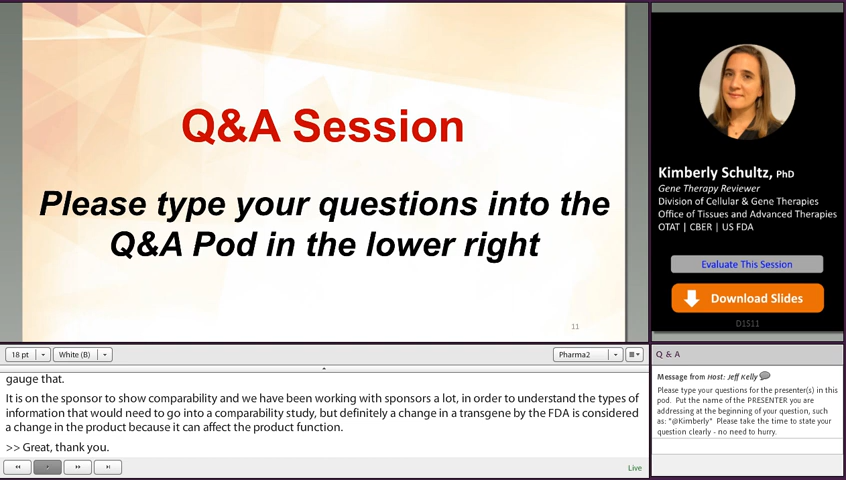 Q&A Session
Please type your questions into the
Q&A Pod in the lower right
11
Kimberly Schultz, PhD
Gene Therapy Reviewer
Division of Cellular & Gene Therapies
Office of Tissues and Advanced Therapies
OTAT | CBER | US FDA
Evaluate This Session
Download Slides
D1S11
18 pt
White (B)
Pharma2
gauge that.
It is on the sponsor to show comparability and we have been working with sponsors a lot, in order to understand the types of
information that would need to go into a comparability study, but definitely a change in a transgene by the FDA is considered
a change in the product because it can affect the product function.
>> Great, thank you.
Live
Q & A
Message from Host: Jeff Kelly
Please type your questions for the presenter(s) in this
pod. Put the name of the PRESENTER you are
addressing at the beginning of your question, such
as: "@Kimberly" Please take the time to state your
question clearly - no need to hurry.